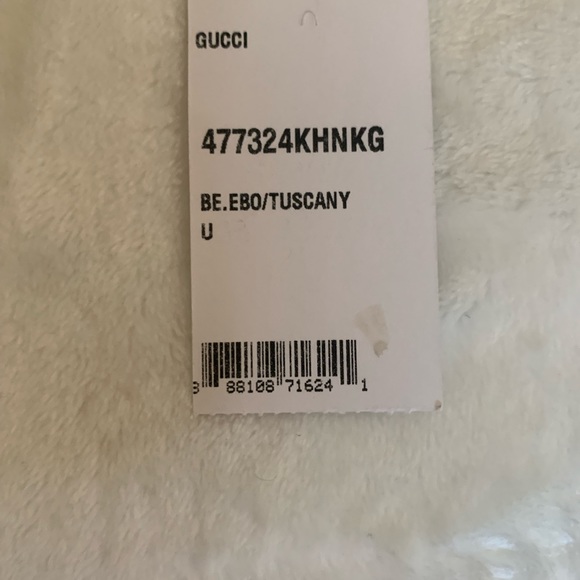 GUCCI
477324KHNKG
BE.EBO/TUSCANY
U
8 88108 71624 1